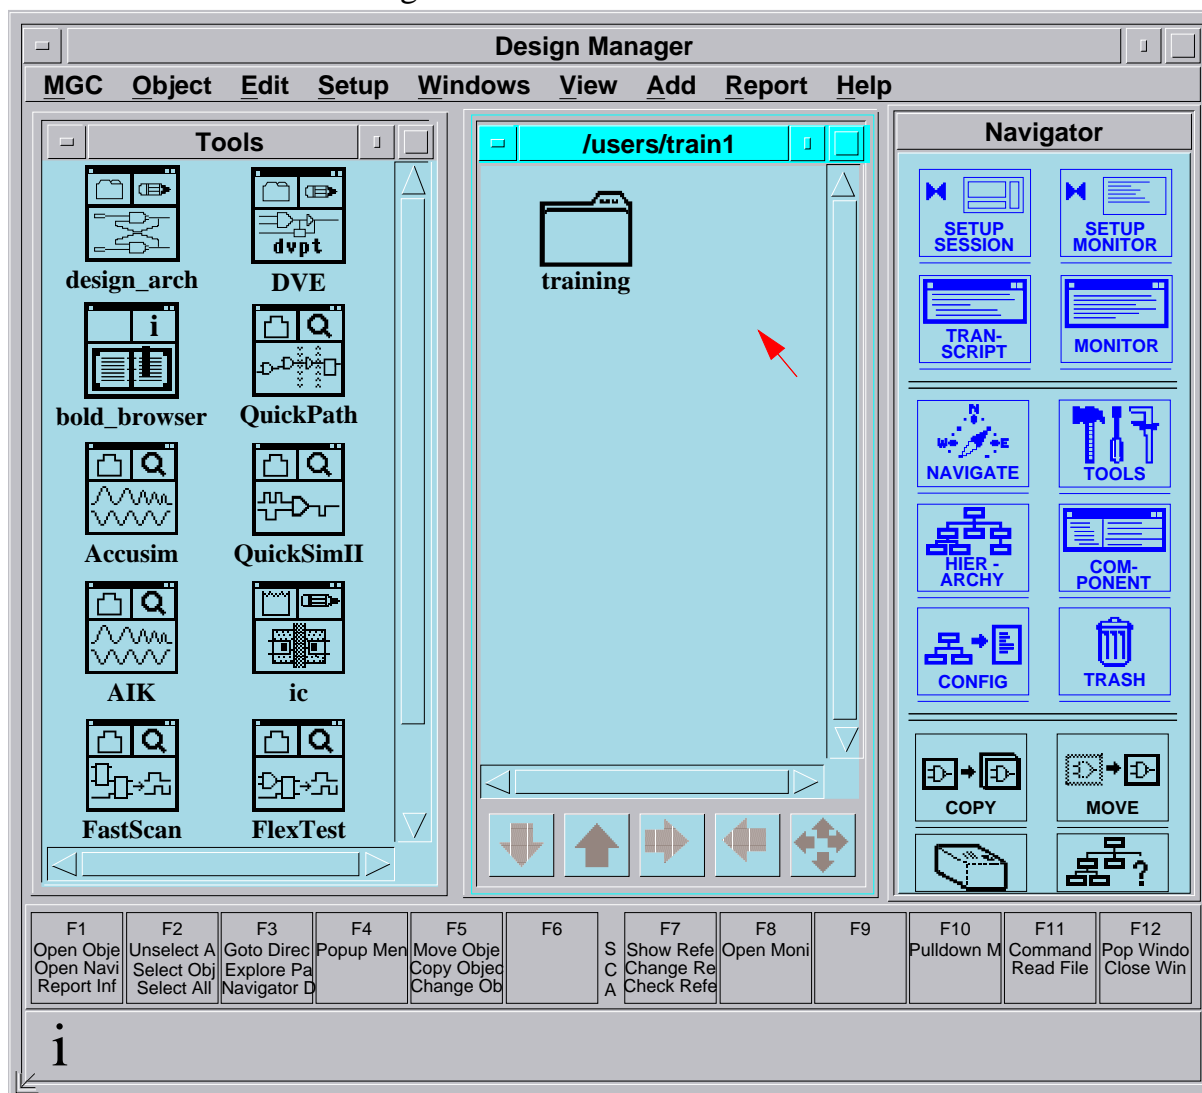 Design Manager
MGC Object Edit Setup Windows View Add Report Help
Tools
design_arch
dvpt
DVE
i
bold_browser
QuickPath
Accusim
QuickSimII
AIK
ic
FastScan
FlexTest
/users/train1
training
Navigator
SETUP
SESSION
SETUP
MONITOR
TRAN-
SCRIPT
MONITOR
N
W
E
NAVIGATE
TOOLS
HIER -
ARCHY
COM-
PONENT
CONFIG
TRASH
COPY
MOVE
?
F1
Open Obje
Open Navi
Report Inf
F2
Unselect A
Select Obj
Select All
F3
Goto Direc
Explore Pa
Navigator D
F4
Popup Men
F5
Move Obje
Copy Objec
Change Ob
F6
S
C
A
F7
Show Refe
Change Re
Check Refe
F8
Open Moni
F9
F10
Pulldown M
F11
Command
Read File
F12
Pop Windo
Close Win
i